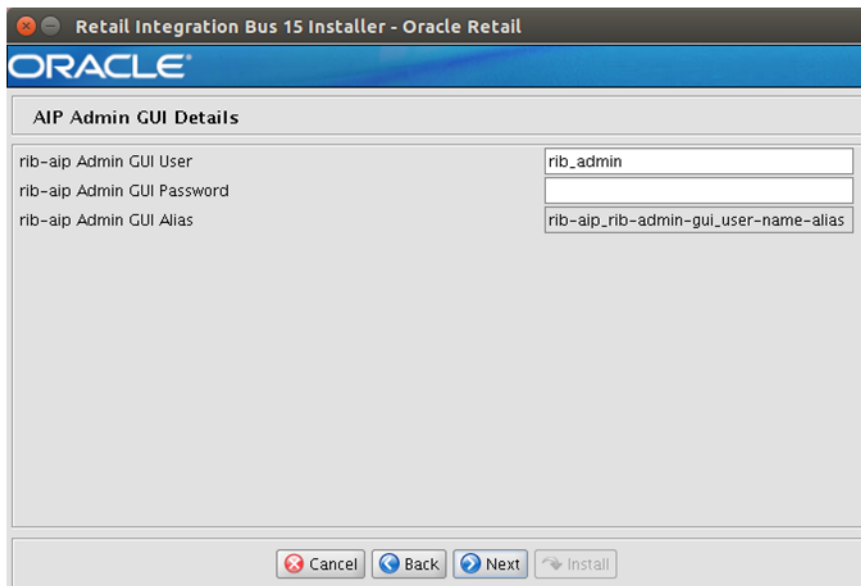 Retail Integration Bus 15 Installer - Oracle Retail
ORACLE®
AIP Admin GUI Details
rib-aip Admin GUI User rib_admin
rib-aip Admin GUI Password
rib-aip Admin GUI Alias rib-aip_rib-admin-gui_user-name-alias
Cancel Back Next Install